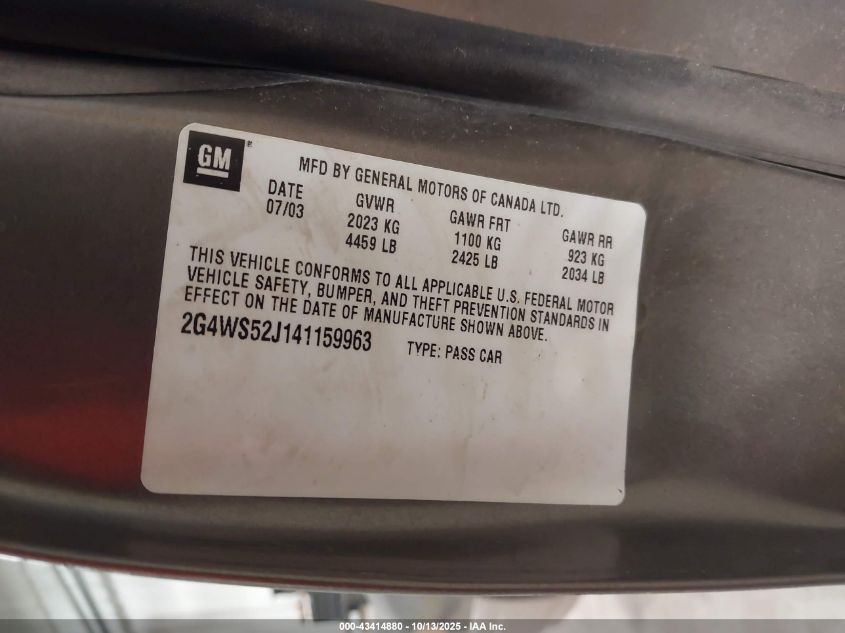 GM
MFD BY GENERAL MOTORS OF CANADA LTD.
DATE GVWR GAWR FRT GAWR RR
07/03 2023 KG 1100 KG 923 KG
4459 LB 2425 LB 2034 LB
THIS VEHICLE CONFORMS TO ALL APPLICABLE U.S. FEDERAL MOTOR
VEHICLE SAFETY, BUMPER, AND THEFT PREVENTION STANDARDS IN
EFFECT ON THE DATE OF MANUFACTURE SHOWN ABOVE.
2G4WS52J141159963 TYPE: PASS CAR
000-43414880 - 10/13/2025 - IAA Inc.